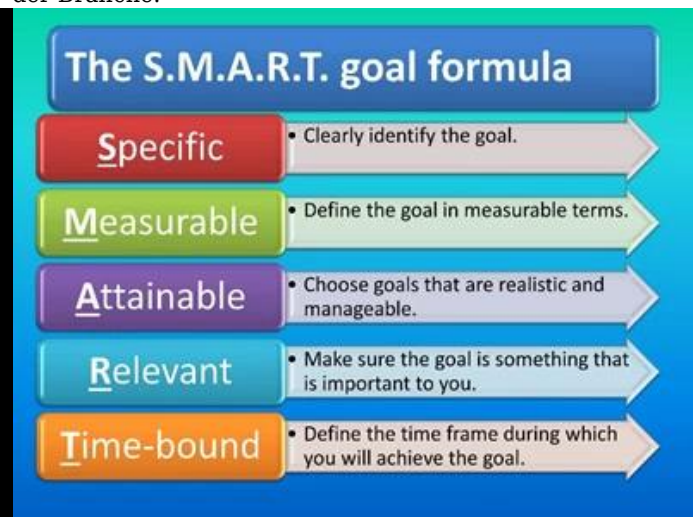 der Branche.
The S.M.A.R.T. goal formula
Specific
• Clearly identify the goal.
Measurable
• Define the goal in measurable terms.
Attainable
• Choose goals that are realistic and
manageable.
Relevant
• Make sure the goal is something that
is important to you.
Time-bound
• Define the time frame during which
you will achieve the goal.